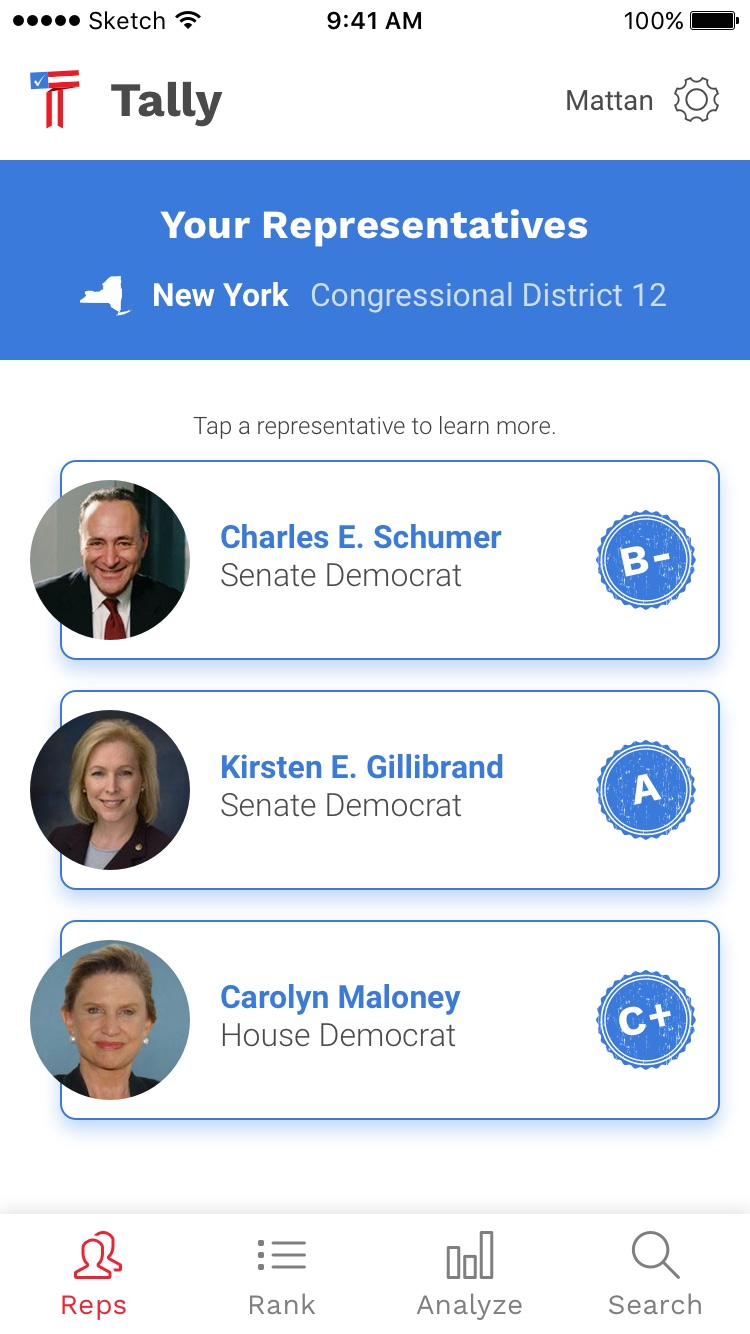 Sketch 9:41 AM 100%
Tally Mattan
Your Representatives
New York Congressional District 12
Tap a representative to learn more.
Charles E. Schumer
Senate Democrat
B-
Kirsten E. Gillibrand
Senate Democrat
A
Carolyn Maloney
House Democrat
C+
Reps Rank Analyze Search